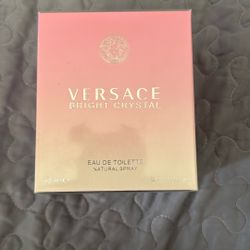 VERSACE
BRIGHT CRYSTAL
EAU DE TOILETTE
NATURAL SPRAY